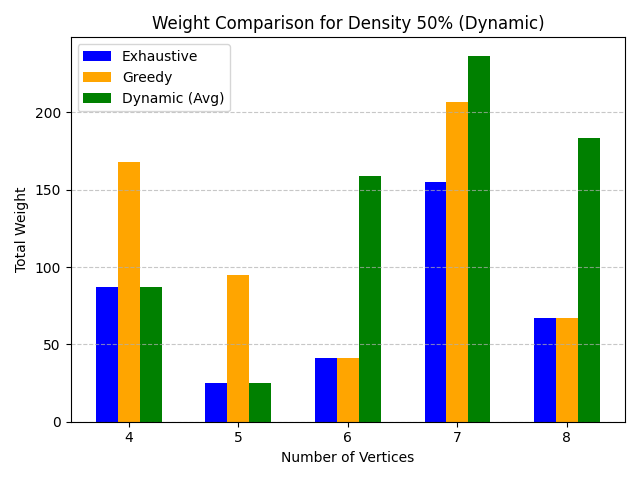 Weight Comparison for Density 50% (Dynamic)
Exhaustive
Greedy
Dynamic (Avg)
Total Weight
200
150
100
50
0
4 5 6 7 8
Number of Vertices